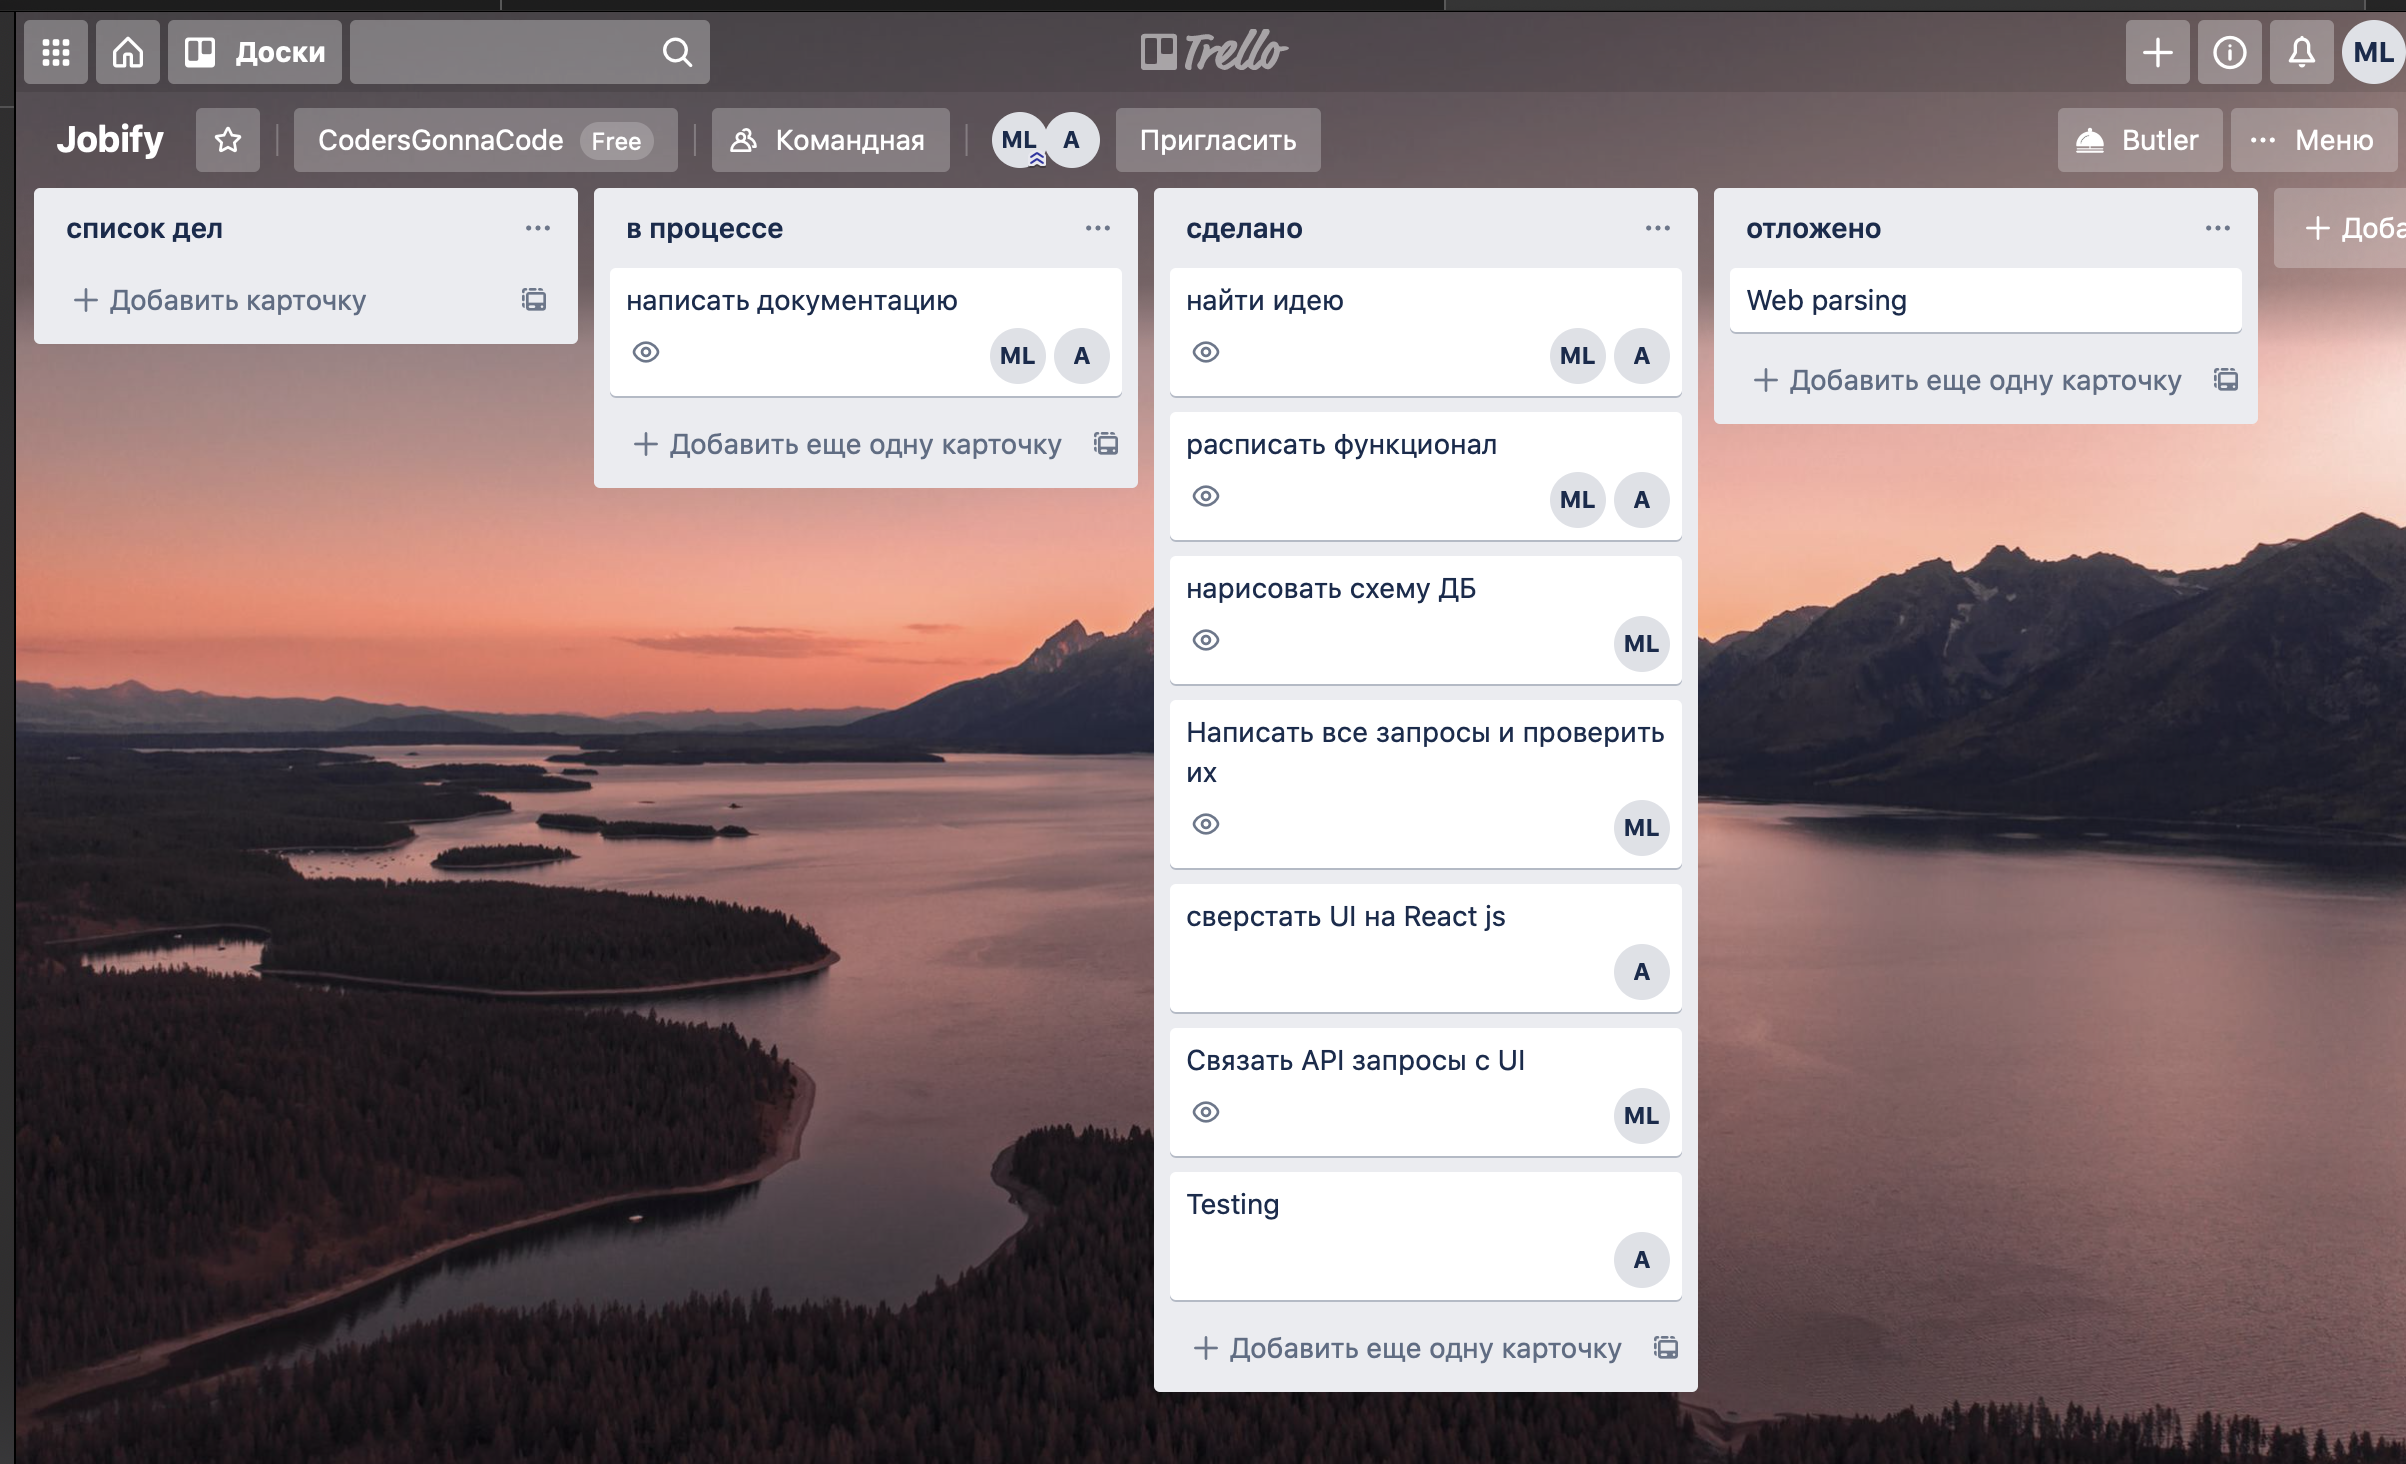 Доски
Trello
ML
Jobify
CodersGonnaCode Free
Командная
ML A
Пригласить
Butler
Меню
список дел
Добавить карточку
в процессе
написать документацию
ML A
Добавить еще одну карточку
сделано
найти идею
ML A
расписать функционал
ML A
нарисовать схему ДБ
ML
Написать все запросы и проверить
их
ML
сверстать UI на React js
A
Связать API запросы с UI
ML
Testing
A
Добавить еще одну карточку
отложено
Web parsing
Добавить еще одну карточку